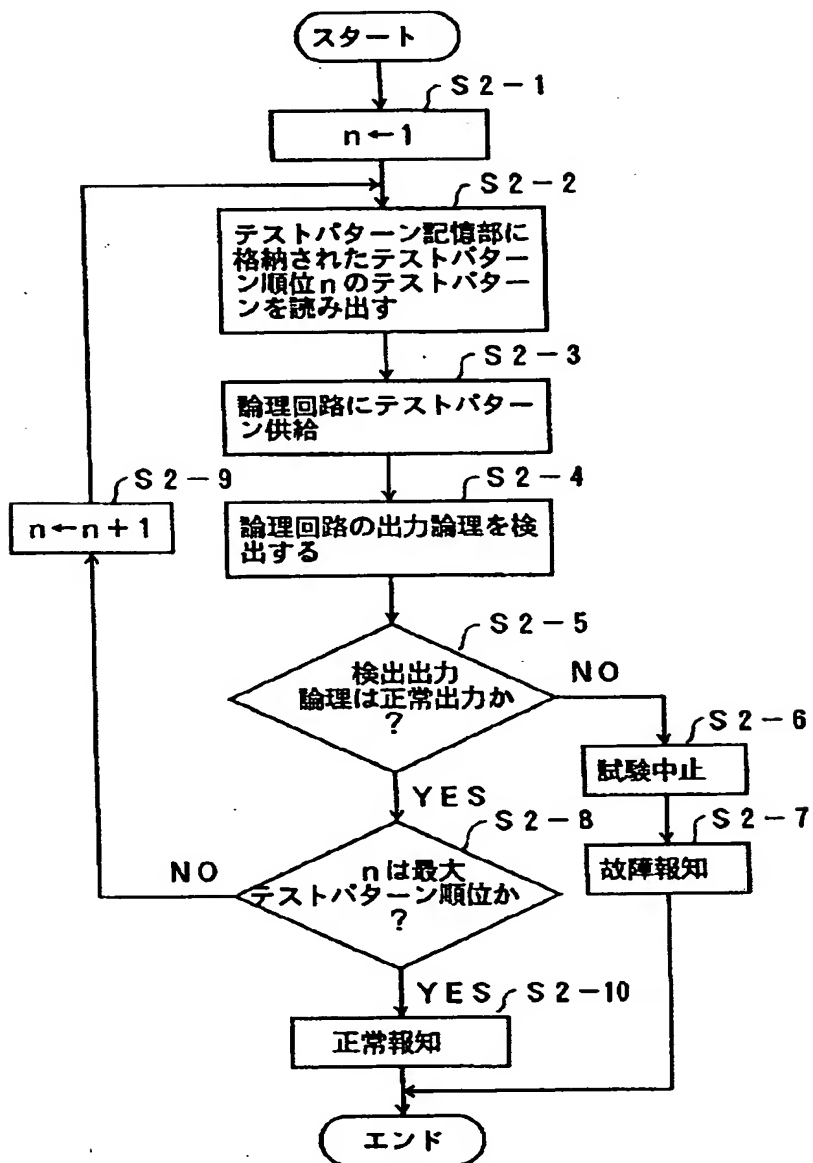 スタート
S2-1
n←1
S2-2
テストパターン記憶部に
格納されたテストパター
ン順位nのテストパター
ンを読み出す
S2-3
論理回路にテストパター
ン供給
S2-4
論理回路の出力論理を検
出する
S2-9
n←n+1
S2-5
検出出力
論理は正常出力か
?
NO
S2-6
試験中止
YES
S2-7
故障報知
S2-8
nは最大
テストパターン順位か
?
NO
YES
S2-10
正常報知
エンド